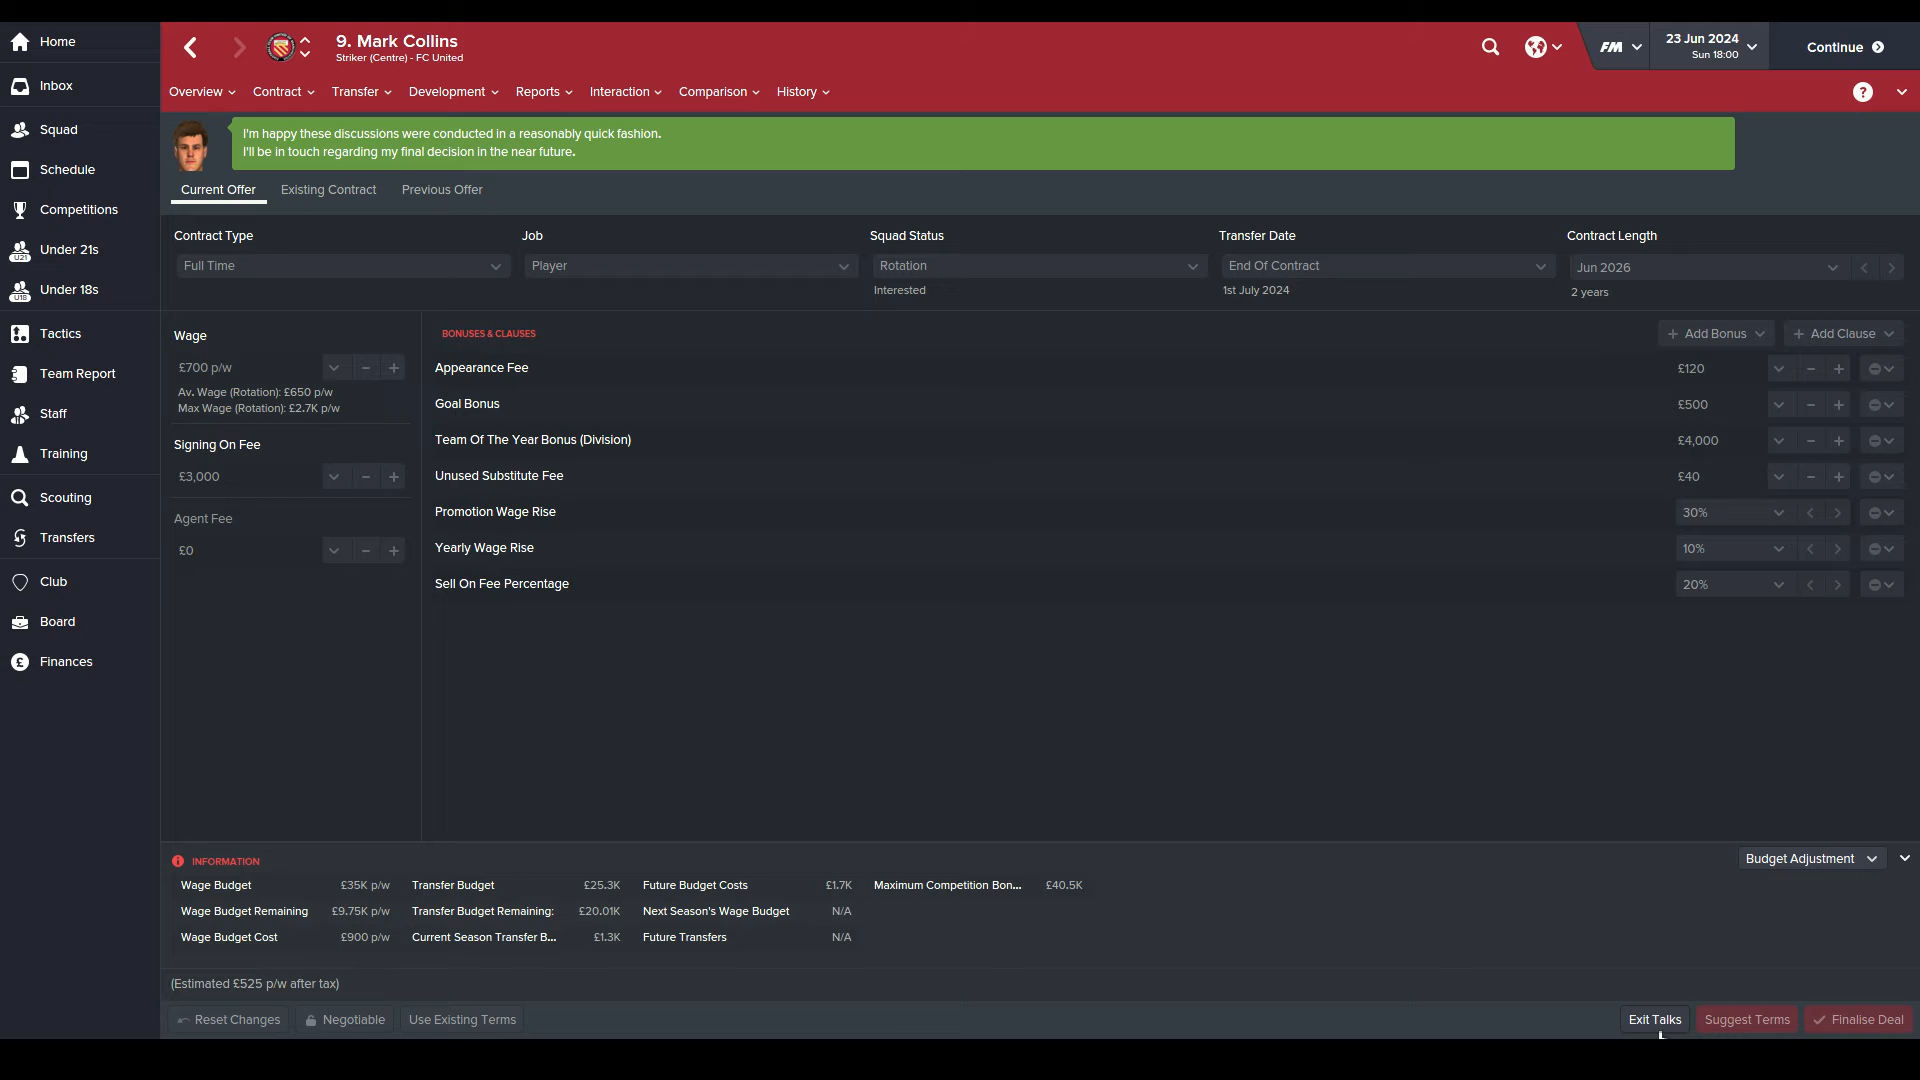 Home
Inbox
Squad
Schedule
Competitions
Under 21s
U21
Under 18s
U18
Tactics
Team Report
Staff
Training
Scouting
Transfers
Club
Board
Finances
9. Mark Collins
Striker (Centre) - FC United
FM
23 Jun 2024
Sun 18:00
Continue
Overview
Contract
Transfer
Development
Reports
Interaction
Comparison
History
?
I'm happy these discussions were conducted in a reasonably quick fashion.
I'll be in touch regarding my final decision in the near future.
Current Offer
Existing Contract
Previous Offer
Contract Type
Job
Squad Status
Transfer Date
Contract Length
Full Time
Player
Rotation
End Of Contract
Jun 2026
Interested
1st July 2024
2 years
Wage
£700 p/w
Av. Wage (Rotation): £650 p/w
Max Wage (Rotation): £2.7K p/w
Signing On Fee
£3,000
Agent Fee
£0
BONUSES & CLAUSES
Add Bonus
Add Clause
Appearance Fee £120
Goal Bonus £500
Team Of The Year Bonus (Division) £4,000
Unused Substitute Fee £40
Promotion Wage Rise 30%
Yearly Wage Rise 10%
Sell On Fee Percentage 20%
INFORMATION
Budget Adjustment
Wage Budget £35K p/w Transfer Budget £25.3K Future Budget Costs £1.7K Maximum Competition Bon... £40.5K
Wage Budget Remaining £9.75K p/w Transfer Budget Remaining: £20.01K Next Season's Wage Budget N/A
Wage Budget Cost £900 p/w Current Season Transfer B... £1.3K Future Transfers N/A
(Estimated £525 p/w after tax)
Reset Changes
Negotiable
Use Existing Terms
Exit Talks
Suggest Terms
Finalise Deal